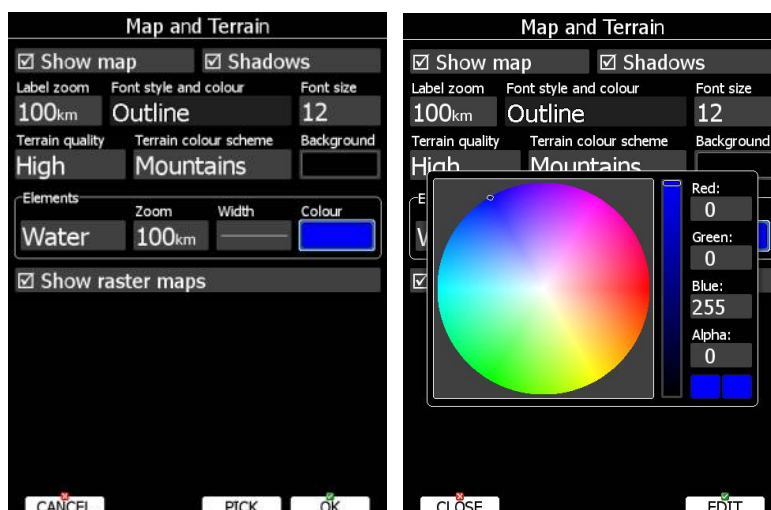 Map and Terrain
Show map Shadows
Label zoom Font style and colour Font size
100km Outline 12
Terrain quality Terrain colour scheme Background
High Mountains
Elements Zoom Width Colour
Water 100km
Show raster maps
CANCEL PICK OK
Map and Terrain
Show map Shadows
Label zoom Font style and colour Font size
100km Outline 12
Terrain quality Terrain colour scheme Background
High Mountains
Red:
0
Green:
0
Blue:
255
Alpha:
0
CLOSE EDIT